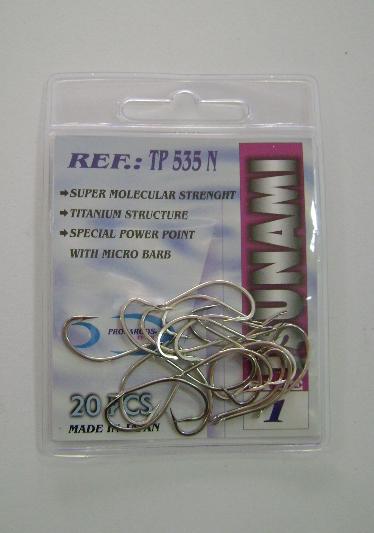 REF.: TP 535 N
SUPER MOLECULAR STRENGHT
TITANIUM STRUCTURE
SPECIAL POWER POINT
WITH MICRO BARB
20 PCS
MADE IN JAPAN
1